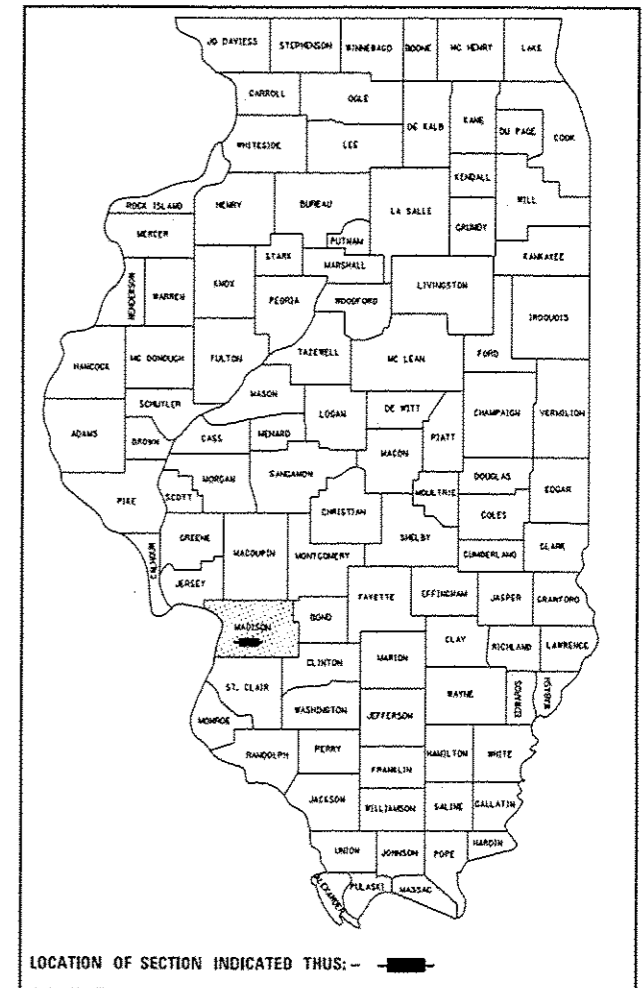 JO DAVIESS STEPHENSON WINNEBAGO BOONE MC HENRY LAKE
CARROLL OGLE DE KALB KANE DU PAGE COOK
WHITESIDE LEE
KENDALL WILL
ROCK ISLAND HENRY BUREAU LA SALLE GRUNDY
MERCER PUTNAM
STARK MARSHALL KANKAKEE
HENDERSON WARREN KNOX PEORIA WOODFORD LIVINGSTON IROQUOIS
HANCOCK MC DONOUGH FULTON TAZEWELL MC LEAN FORD
MASON
SCHUYLER LOGAN DE WITT CHAMPAIGN VERMILION
ADAMS BROWN CASS MENARD MACON PIATT
PIKE SCOTT MORGAN SANGAMON MOULTRIE DOUGLAS EDGAR
CHRISTIAN COLES
CALHOUN GREENE MACOUPIN MONTGOMERY SHELBY CUMBERLAND CLARK
JERSEY FAYETTE EFFINGHAM JASPER CRAWFORD
MADISON BOND
CLAY RICHLAND LAWRENCE
CLINTON MARION
ST. CLAIR WAYNE EDWARDS WABASH
MONROE WASHINGTON JEFFERSON
RANDOLPH PERRY HAMILTON WHITE
FRANKLIN
JACKSON WILLIAMSON SALINE GALLATIN
UNION JOHNSON POPE HARDIN
ALEXANDER PULASKI MASSAC
LOCATION OF SECTION INDICATED THUS:-